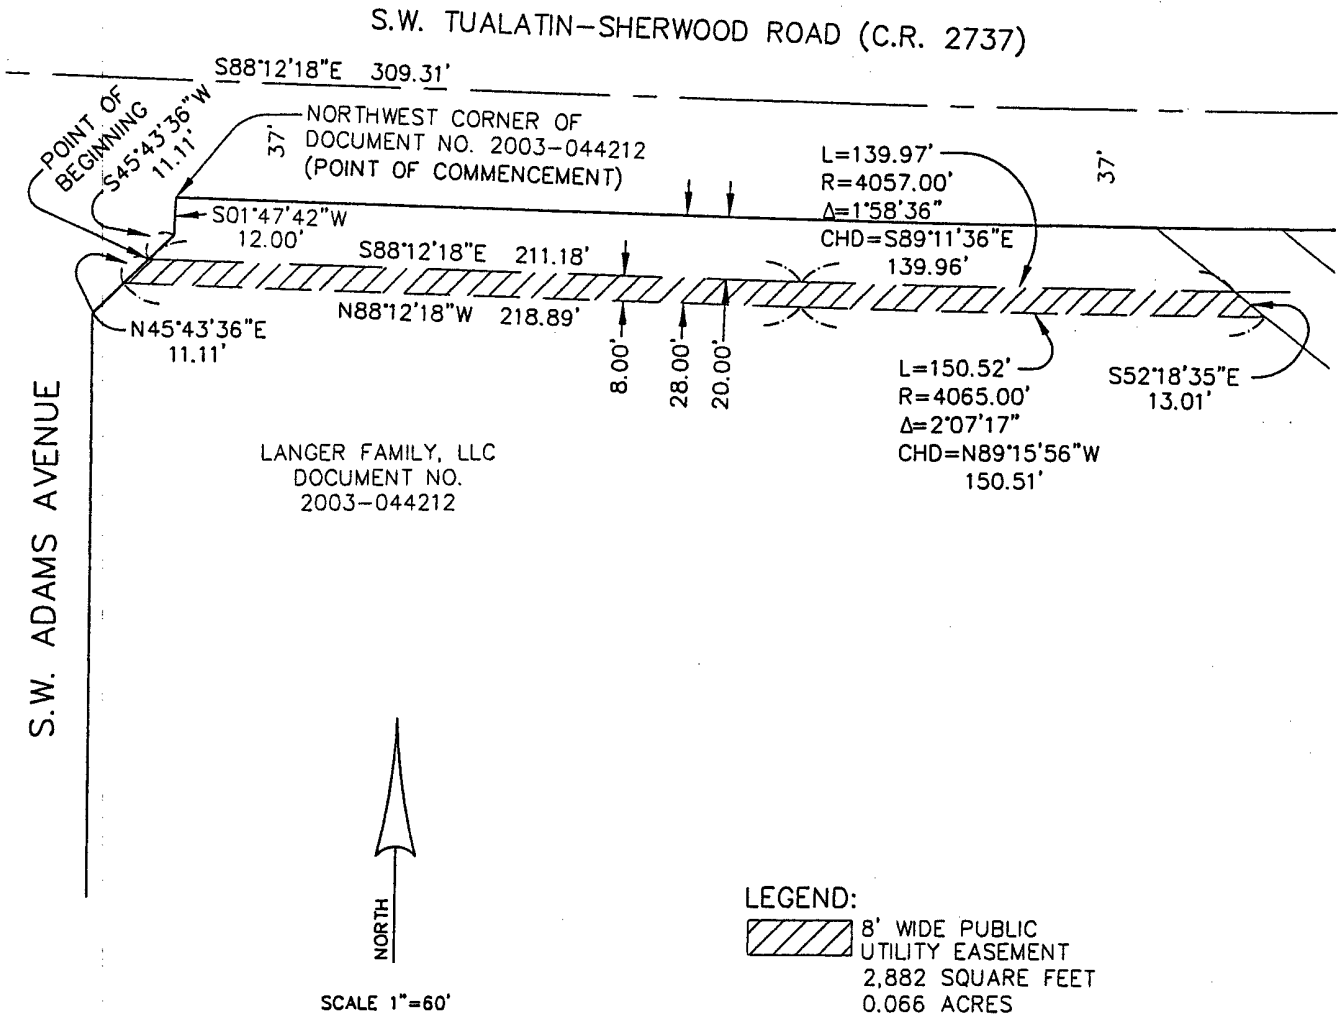 S.W. TUALATIN-SHERWOOD ROAD (C.R. 2737)
S88°12'18"E 309.31'
POINT OF
BEGINNING
S45°43'36"W
11.11'
37'
NORTHWEST CORNER OF
DOCUMENT NO. 2003-044212
(POINT OF COMMENCEMENT)
L=139.97'
R=4057.00'
Δ=1°58'36"
CHD=S89°11'36"E
139.96'
37'
S01°47'42"W
12.00'
S88°12'18"E 211.18'
N88°12'18"W 218.89'
N45°43'36"E
11.11'
8.00'
28.00'
20.00'
L=150.52'
R=4065.00'
Δ=2°07'17"
CHD=N89°15'56"W
150.51'
S52°18'35"E
13.01'
LANGER FAMILY, LLC
DOCUMENT NO.
2003-044212
S.W. ADAMS AVENUE
NORTH
SCALE 1"=60'
LEGEND:
8' WIDE PUBLIC
UTILITY EASEMENT
2,882 SQUARE FEET
0.066 ACRES